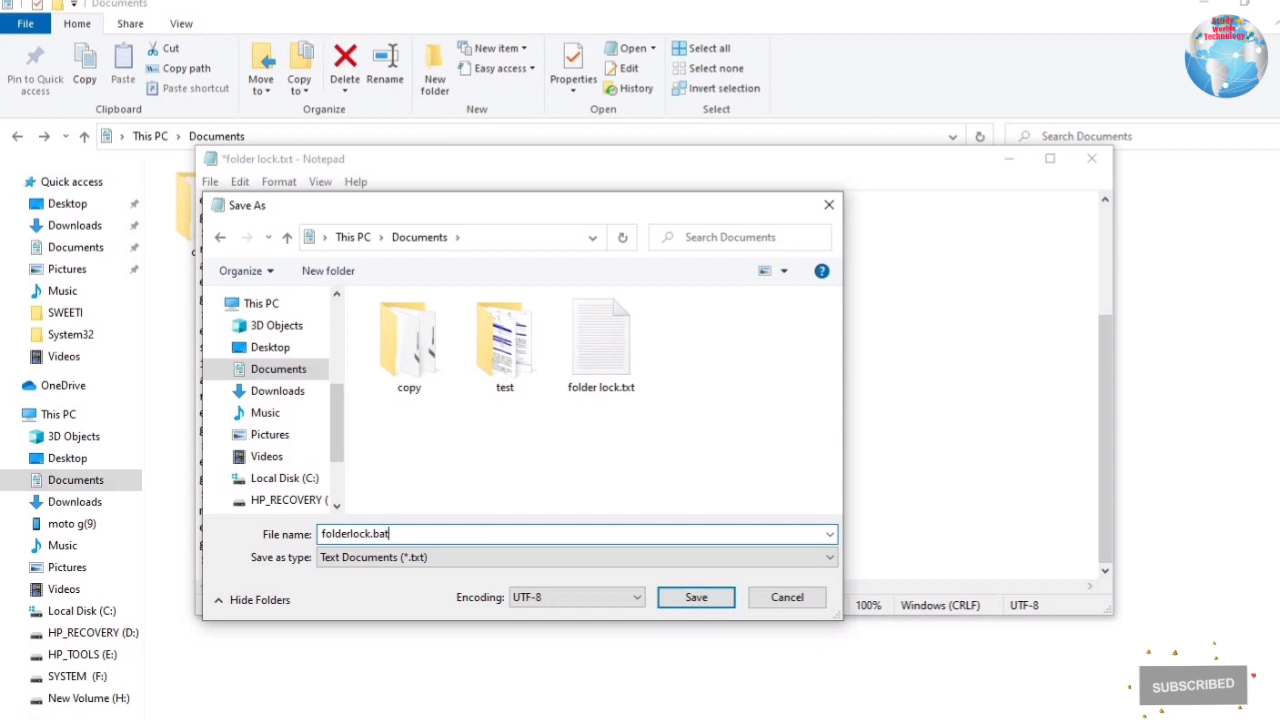 Documents
File
Home
Share
View
Pin to Quick access
Copy
Paste
Cut
Copy path
Paste shortcut
Clipboard
Move to
Copy to
Delete
Rename
Organize
New folder
New item
Easy access
New
Properties
Open
Edit
History
Open
Select all
Select none
Invert selection
Select
Study World Technology
This PC
Documents
Search Documents
Quick access
Desktop
Downloads
Documents
Pictures
Music
SWEETI
System32
Videos
OneDrive
This PC
3D Objects
Desktop
Documents
Downloads
moto g(9)
Music
Pictures
Videos
Local Disk (C:)
HP_RECOVERY (D:)
HP_TOOLS (E:)
SYSTEM (F:)
New Volume (H:)
*folder lock.txt - Notepad
File Edit Format View Help
Save As
This PC
Documents
Search Documents
Organize
New folder
This PC
3D Objects
Desktop
Documents
Downloads
Music
Pictures
Videos
Local Disk (C:)
HP_RECOVERY (
copy
test
folder lock.txt
File name: folderlock.bat
Save as type: Text Documents (*.txt)
Hide Folders
Encoding: UTF-8
Save
Cancel
100%
Windows (CRLF)
UTF-8
SUBSCRIBED